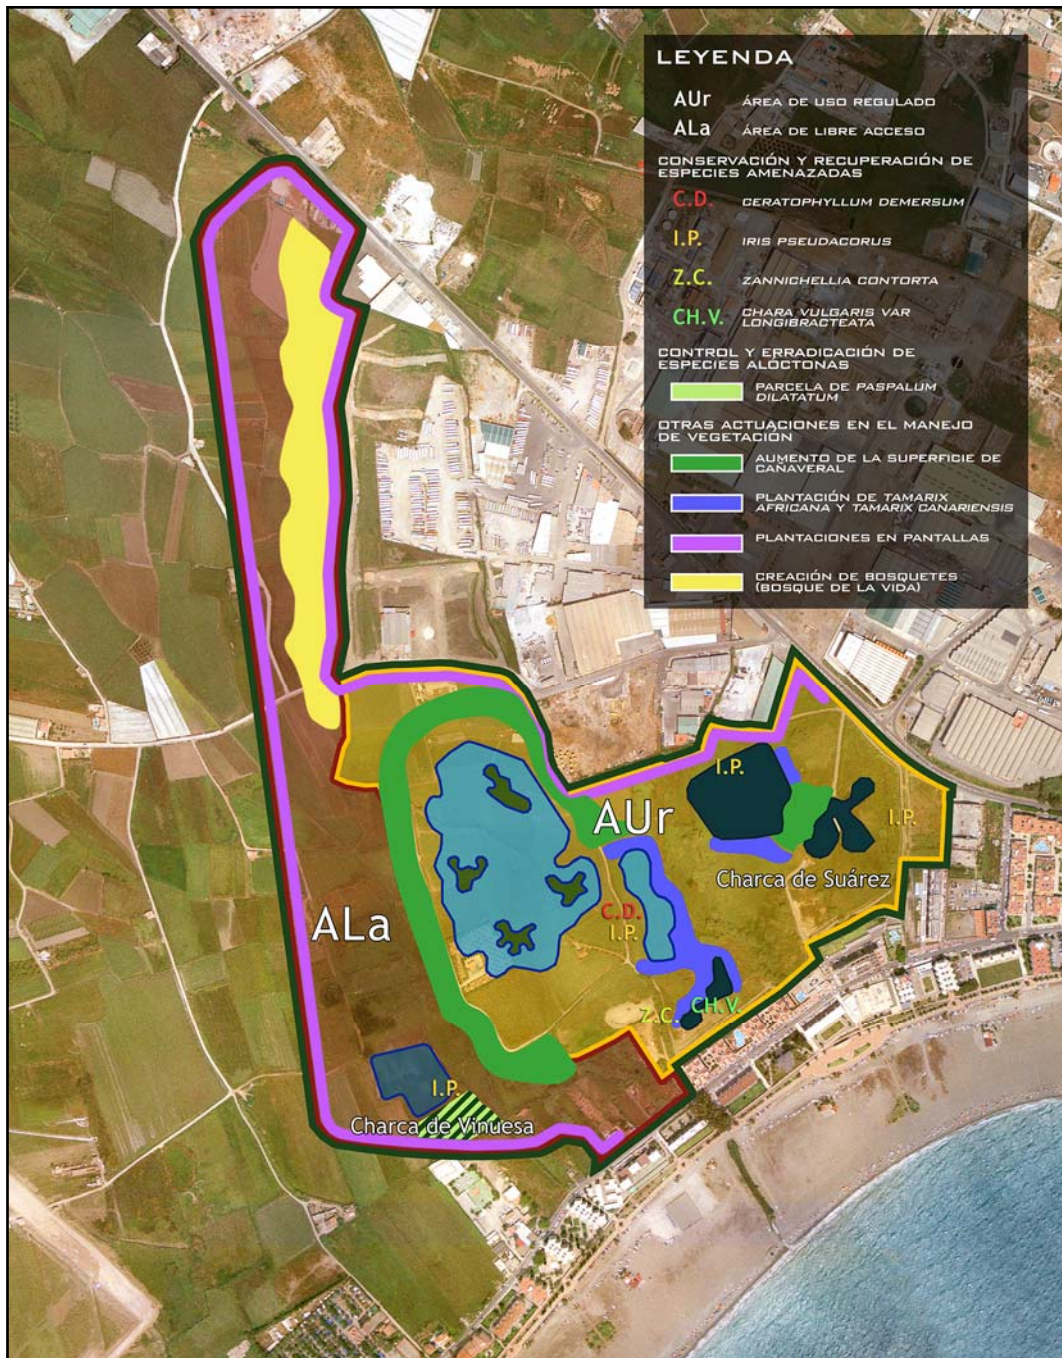 LEYENDA
AUr ÁREA DE USO REGULADO
ALa ÁREA DE LIBRE ACCESO
CONSERVACIÓN Y RECUPERACIÓN DE
ESPECIES AMENAZADAS
C.D. CERATOPHYLLUM DEMERSUM
I.P. IRIS PSEUDACORUS
Z.C. ZANNICHELLIA CONTORTA
CH.V. CHARA VULGARIS VAR
LONGIBRACTEATA
CONTROL Y ERRADICACIÓN DE
ESPECIES ALÓCTONAS
PARCELA DE PASPALUM
DILATATUM
OTRAS ACTUACIONES EN EL MANEJO
DE VEGETACIÓN
AUMENTO DE LA SUPERFICIE DE
CAÑAVERAL
PLANTACIÓN DE TAMARIX
AFRICANA Y TAMARIX CANARIENSIS
PLANTACIONES EN PANTALLAS
CREACIÓN DE BOSQUETES
(BOSQUE DE LA VIDA)
I.P.
AUr
I.P.
Charca de Suárez
ALa
C.D.
I.P.
CH.V.
Z.C.
I.P.
Charca de Vinuesa